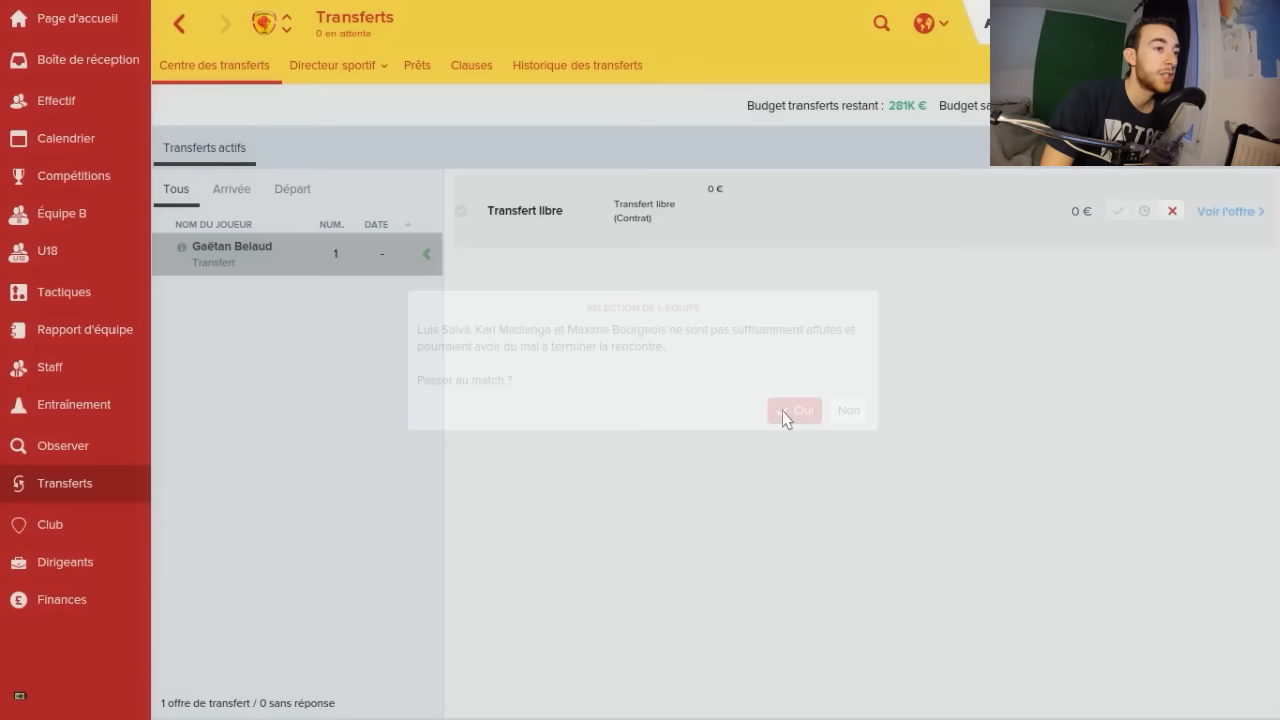 Page d'accueil
Boîte de réception
Effectif
Calendrier
Compétitions
Équipe B
U18
Tactiques
Rapport d'équipe
Staff
Entraînement
Observer
Transferts
Club
Dirigeants
Finances
Transferts
0 en attente
Centre des transferts
Directeur sportif
Prêts
Clauses
Historique des transferts
Budget transferts restant : 281K €
Budget sa
Transferts actifs
Tous
Arrivée
Départ
NOM DU JOUEUR
NUM.
DATE
Gaëtan Belaud
Transfert
1
-
0 €
Transfert libre
Transfert libre
(Contrat)
0 €
Voir l'offre
SÉLECTION DE L'ÉQUIPE
Luis Salvá, Karl Madianga et Maxime Bourgeois ne sont pas suffisamment affutés et
pourraient avoir du mal à terminer la rencontre.
Passer au match ?
Oui
Non
1 offre de transfert / 0 sans réponse